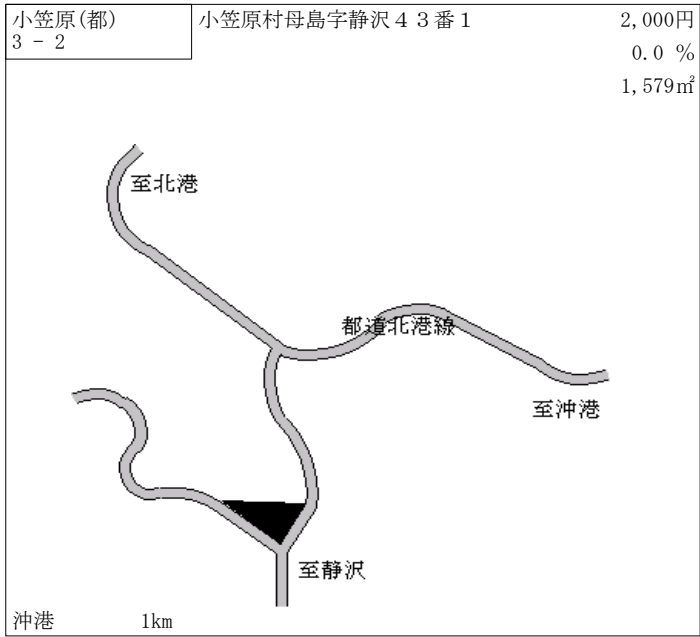 小笠原(都)
3 - 2
小笠原村母島字静沢４３番１
2,000円
0.0 %
1,579㎡
至北港
都道北港線
至沖港
至静沢
沖港 1km